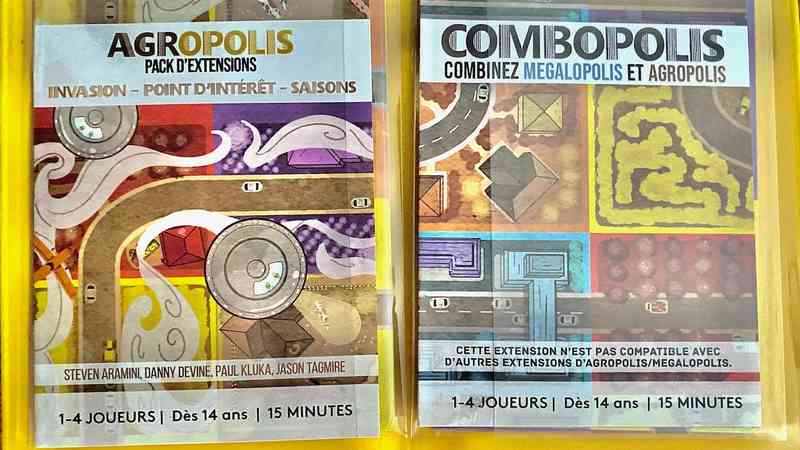 AGROPOLIS
PACK D'EXTENSIONS
INVASION – POINT D'INTÉRÊT – SAISONS
STEVEN ARAMINI, DANNY DEVINE, PAUL KLUKA, JASON TAGMIRE
1-4 JOUEURS | Dès 14 ans | 15 MINUTES
COMBOPOLIS
COMBINEZ MEGALOPOLIS ET AGROPOLIS
CETTE EXTENSION N'EST PAS COMPATIBLE AVEC
D'AUTRES EXTENSIONS D'AGROPOLIS/MEGALOPOLIS.
1-4 JOUEURS | Dès 14 ans | 15 MINUTES